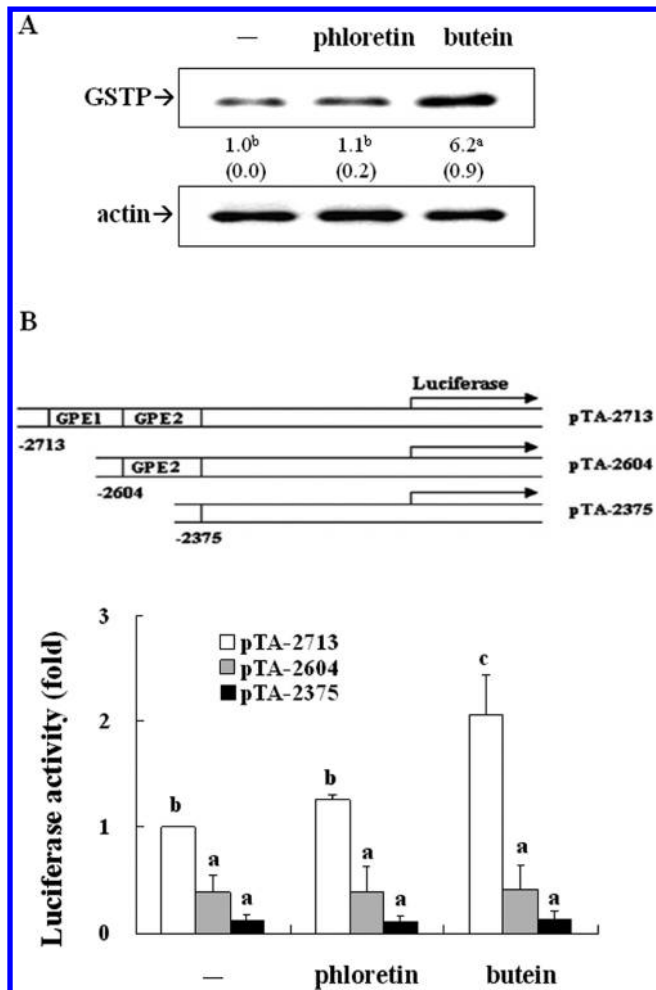 A
— phloretin butein
GSTP→
1.0ᵇ 1.1ᵇ 6.2ᵃ
(0.0) (0.2) (0.9)
actin→
B
Luciferase
GPE1 GPE2 pTA-2713
-2713
GPE2 pTA-2604
-2604
pTA-2375
-2375
Luciferase activity (fold)
3
2
1
0
pTA-2713
pTA-2604
pTA-2375
b a a b a a c a a
— phloretin butein